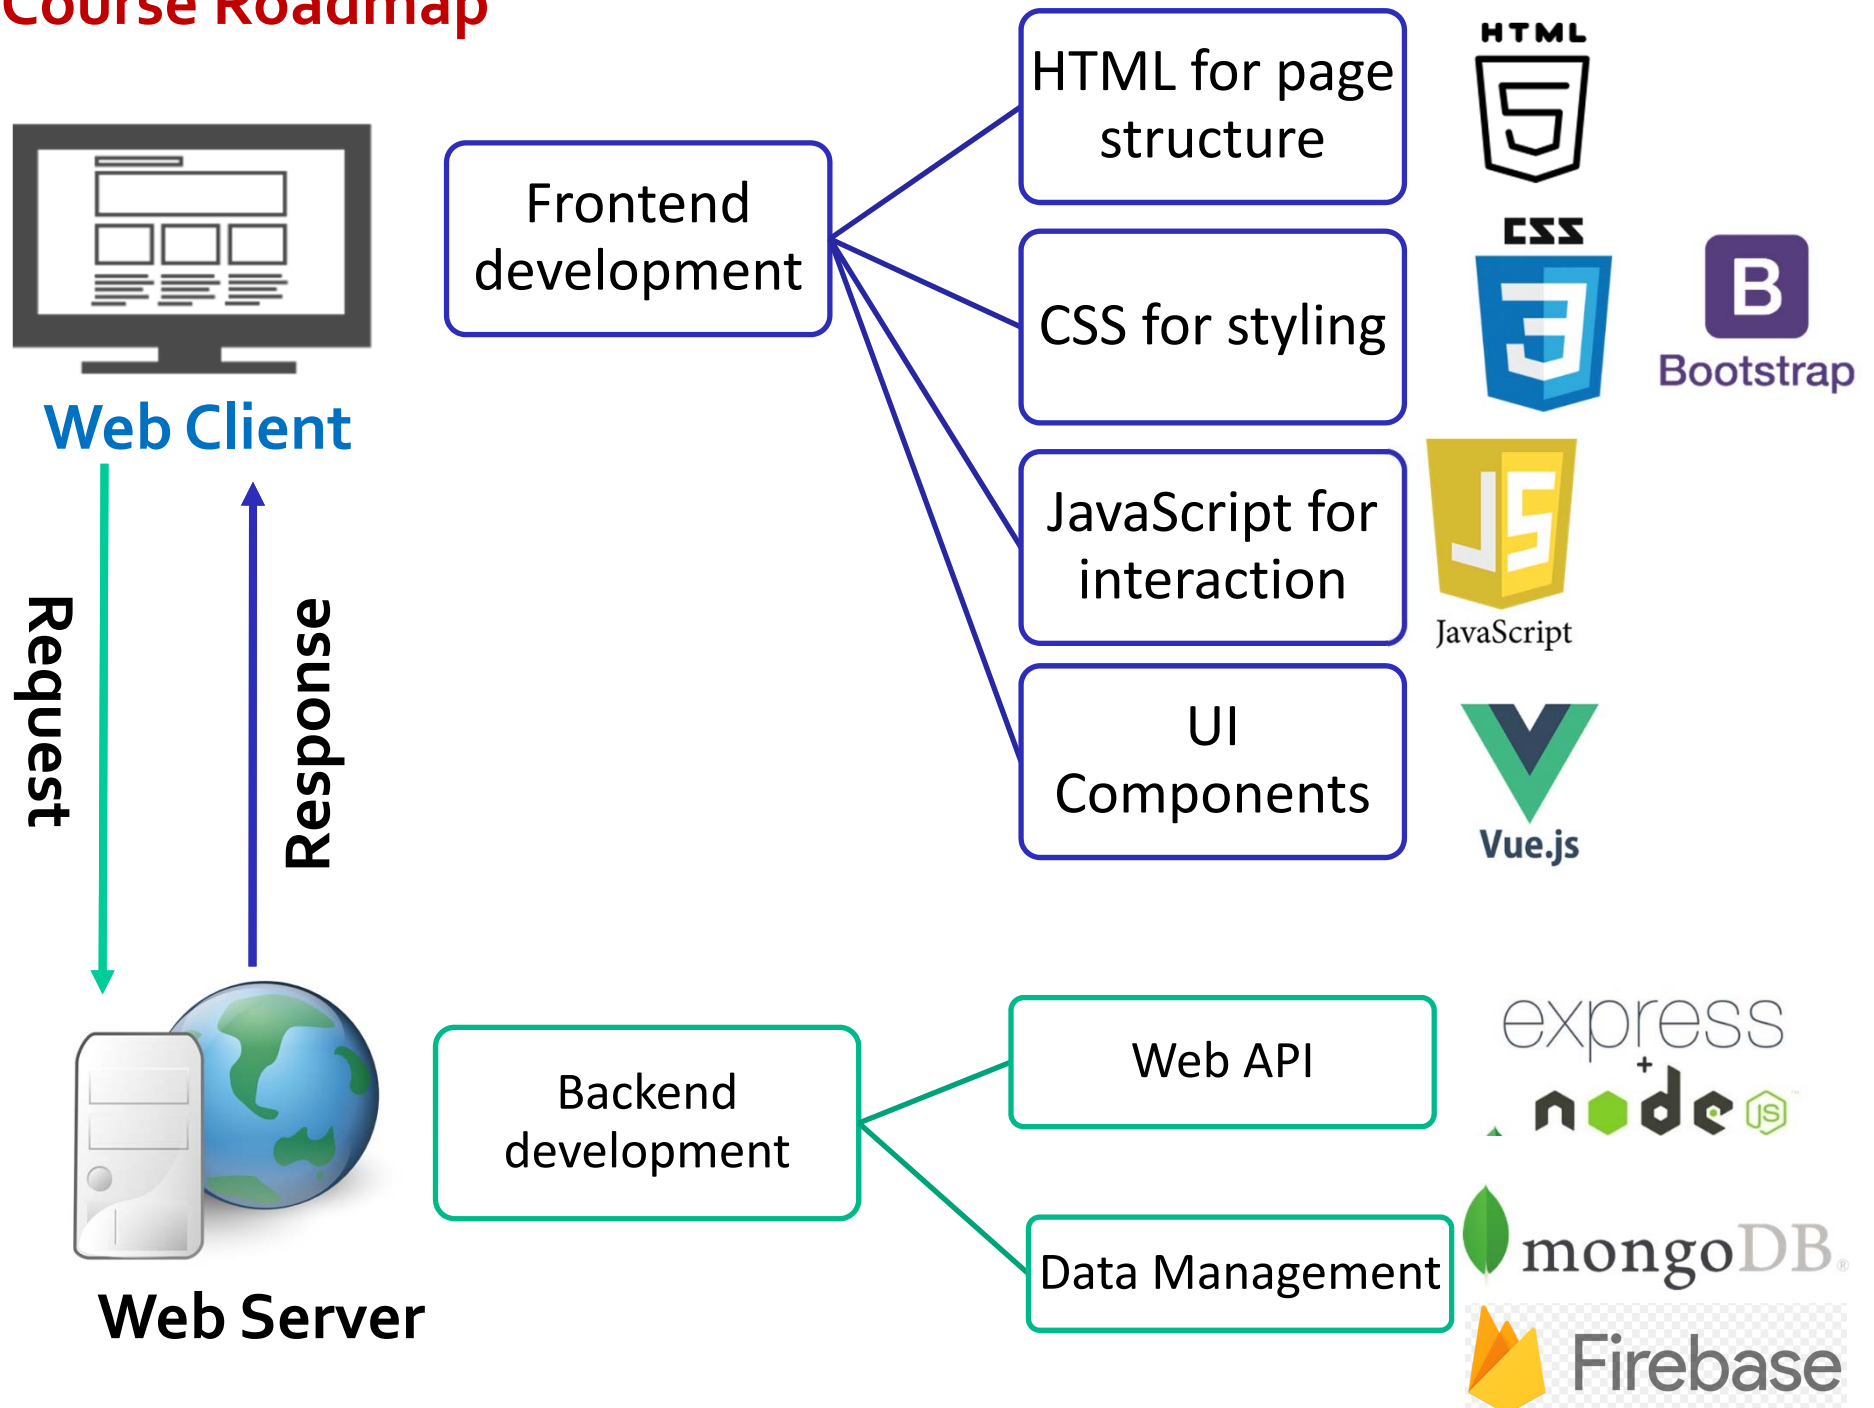 Course Roadmap
HTML for page
structure
HTML
5
Frontend
development
CSS for styling
CSS
3
B
Bootstrap
Web Client
JavaScript for
interaction
JS
JavaScript
Request
Response
UI
Components
Vue.js
Web API
express
+
node JS
Backend
development
Data Management
mongoDB®
Firebase
Web Server